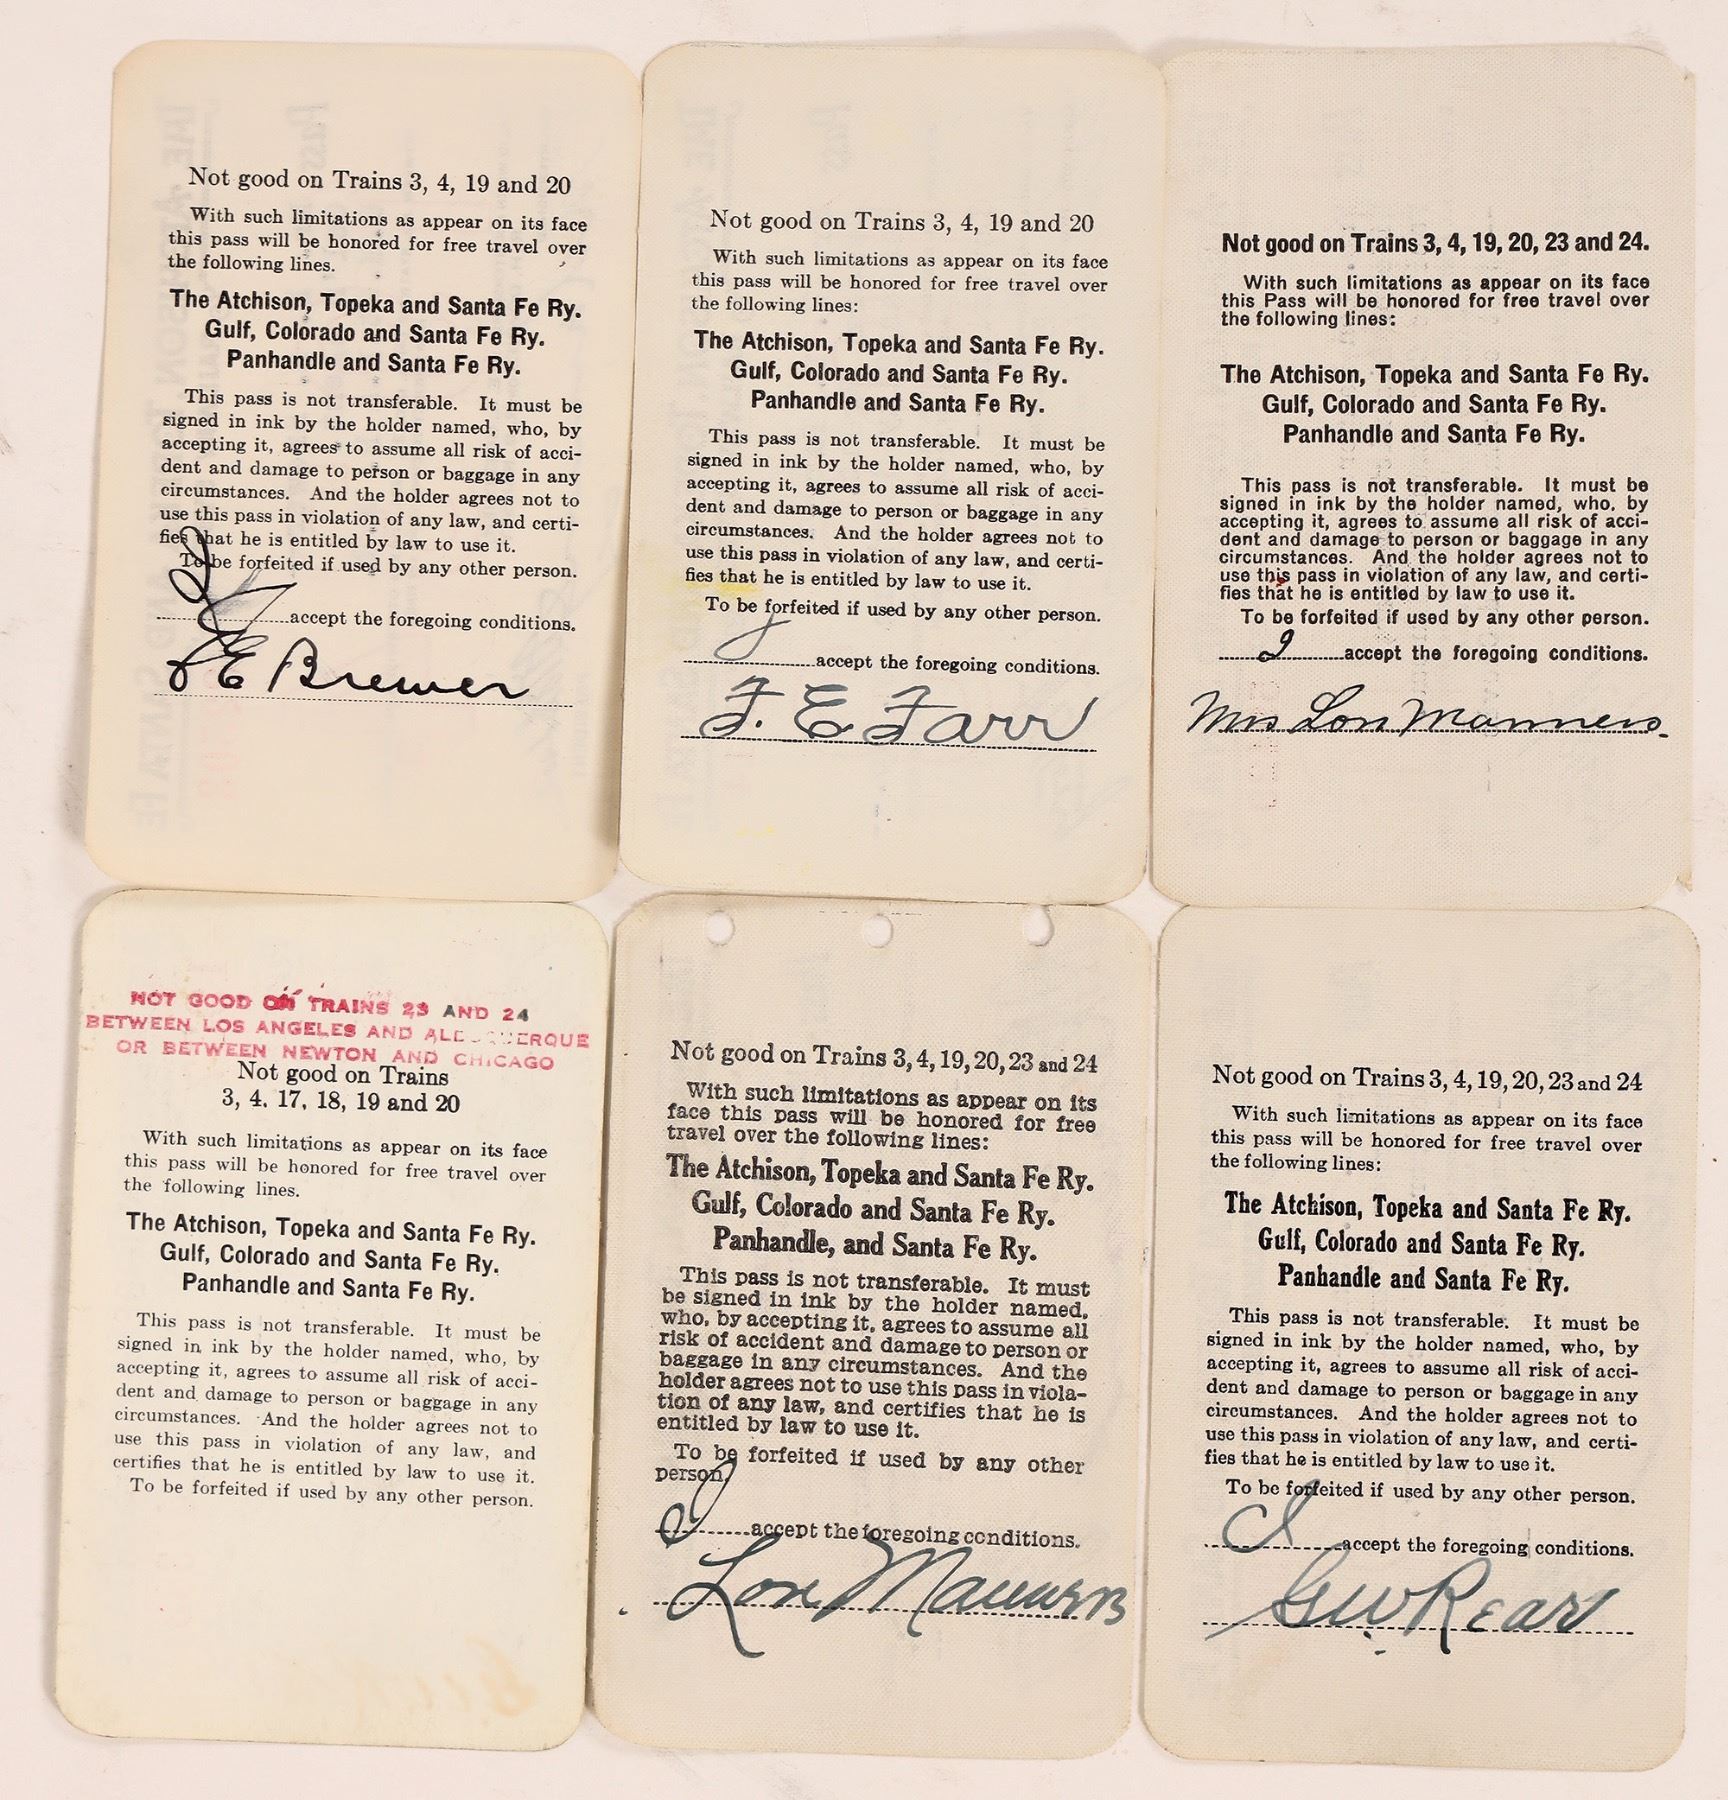 Not good on Trains 3, 4, 19 and 20
With such limitations as appear on its face
this pass will be honored for free travel over
the following lines.
The Atchison, Topeka and Santa Fe Ry.
Gulf, Colorado and Santa Fe Ry.
Panhandle and Santa Fe Ry.
This pass is not transferable. It must be
signed in ink by the holder named, who, by
accepting it, agrees to assume all risk of acci-
dent and damage to person or baggage in any
circumstances. And the holder agrees not to
use this pass in violation of any law, and certi-
fies that he is entitled by law to use it.
To be forfeited if used by any other person.
I accept the foregoing conditions.
E Brewer
Not good on Trains 3, 4, 19 and 20
With such limitations as appear on its face
this pass will be honored for free travel over
the following lines:
The Atchison, Topeka and Santa Fe Ry.
Gulf, Colorado and Santa Fe Ry.
Panhandle and Santa Fe Ry.
This pass is not transferable. It must be
signed in ink by the holder named, who, by
accepting it, agrees to assume all risk of acci-
dent and damage to person or baggage in any
circumstances. And the holder agrees not to
use this pass in violation of any law, and certi-
fies that he is entitled by law to use it.
To be forfeited if used by any other person.
I accept the foregoing conditions.
F. E Farr
Not good on Trains 3, 4, 19, 20, 23 and 24.
With such limitations as appear on its face
this Pass will be honored for free travel over
the following lines:
The Atchison, Topeka and Santa Fe Ry.
Gulf, Colorado and Santa Fe Ry.
Panhandle and Santa Fe Ry.
This pass is not transferable. It must be
signed in ink by the holder named, who, by
accepting it, agrees to assume all risk of acci-
dent and damage to person or baggage in any
circumstances. And the holder agrees not to
use this pass in violation of any law, and certi-
fies that he is entitled by law to use it.
To be forfeited if used by any other person.
I accept the foregoing conditions.
Mrs Lon Manners.
NOT GOOD ON TRAINS 23 AND 24
BETWEEN LOS ANGELES AND ALBUQUERQUE
OR BETWEEN NEWTON AND CHICAGO
Not good on Trains
3, 4, 17, 18, 19 and 20
With such limitations as appear on its face
this pass will be honored for free travel over
the following lines.
The Atchison, Topeka and Santa Fe Ry.
Gulf, Colorado and Santa Fe Ry.
Panhandle and Santa Fe Ry.
This pass is not transferable. It must be
signed in ink by the holder named, who, by
accepting it, agrees to assume all risk of acci-
dent and damage to person or baggage in any
circumstances. And the holder agrees not to
use this pass in violation of any law, and
certifies that he is entitled by law to use it.
To be forfeited if used by any other person.
Not good on Trains 3, 4, 19, 20, 23 and 24
With such limitations as appear on its
face this pass will be honored for free
travel over the following lines:
The Atchison, Topeka and Santa Fe Ry.
Gulf, Colorado and Santa Fe Ry.
Panhandle, and Santa Fe Ry.
This pass is not transferable. It must
be signed in ink by the holder named,
who, by accepting it, agrees to assume all
risk of accident and damage to person or
baggage in any circumstances. And the
holder agrees not to use this pass in viola-
tion of any law, and certifies that he is
entitled by law to use it.
To be forfeited if used by any other
person.
I accept the foregoing conditions.
Lon Manners
Not good on Trains 3, 4, 19, 20, 23 and 24
With such limitations as appear on its face
this pass will be honored for free travel over
the following lines:
The Atchison, Topeka and Santa Fe Ry.
Gulf, Colorado and Santa Fe Ry.
Panhandle and Santa Fe Ry.
This pass is not transferable. It must be
signed in ink by the holder named, who, by
accepting it, agrees to assume all risk of acci-
dent and damage to person or baggage in any
circumstances. And the holder agrees not to
use this pass in violation of any law, and certi-
fies that he is entitled by law to use it.
To be forfeited if used by any other person.
I accept the foregoing conditions.
GW Rear